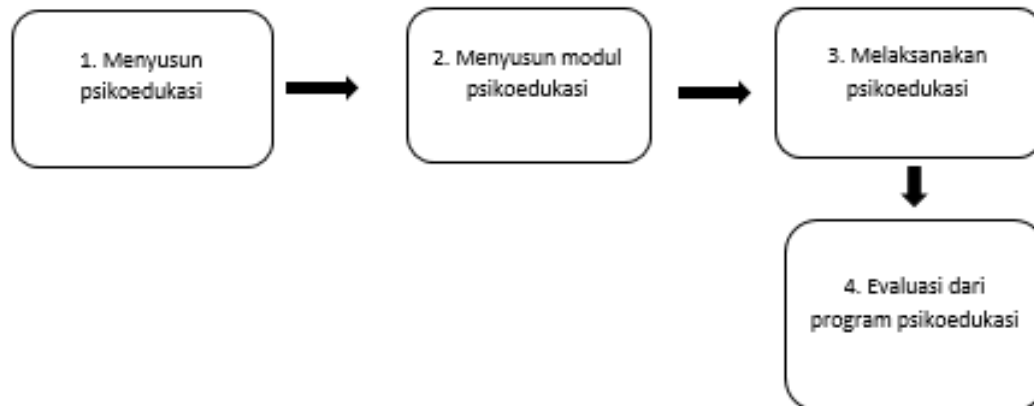 1. Menyusun
psikoedukasi
2. Menyusun modul
psikoedukasi
3. Melaksanakan
psikoedukasi
4. Evaluasi dari
program psikoedukasi